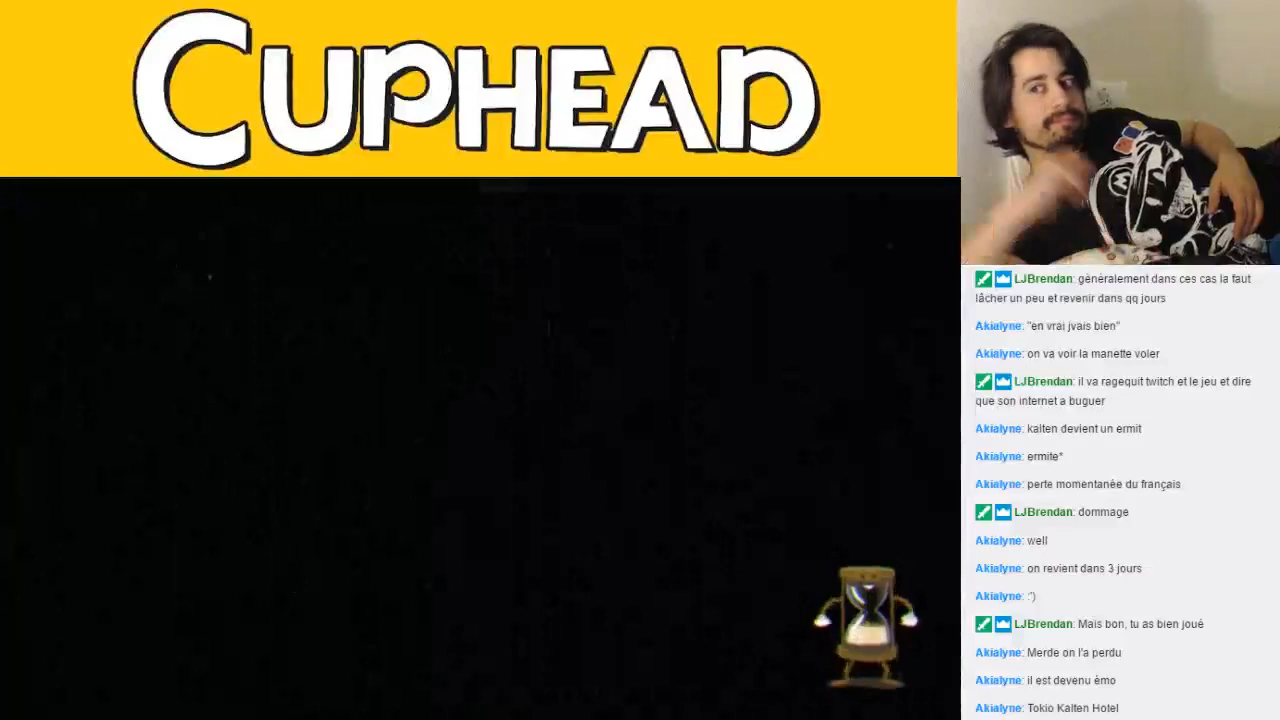 CUPHEAD
LJBrendan: généralement dans ces cas la faut
lâcher un peu et revenir dans qq jours
Akialyne: "en vrai jvais bien"
Akialyne: on va voir la manette voler
LJBrendan: il va ragequit twitch et le jeu et dire
que son internet a buguer
Akialyne: kalten devient un ermit
Akialyne: ermite*
Akialyne: perte momentanée du français
LJBrendan: dommage
Akialyne: well
Akialyne: on revient dans 3 jours
Akialyne: :')
LJBrendan: Mais bon, tu as bien joué
Akialyne: Merde on l'a perdu
Akialyne: il est devenu émo
Akialyne: Tokio Kalten Hotel